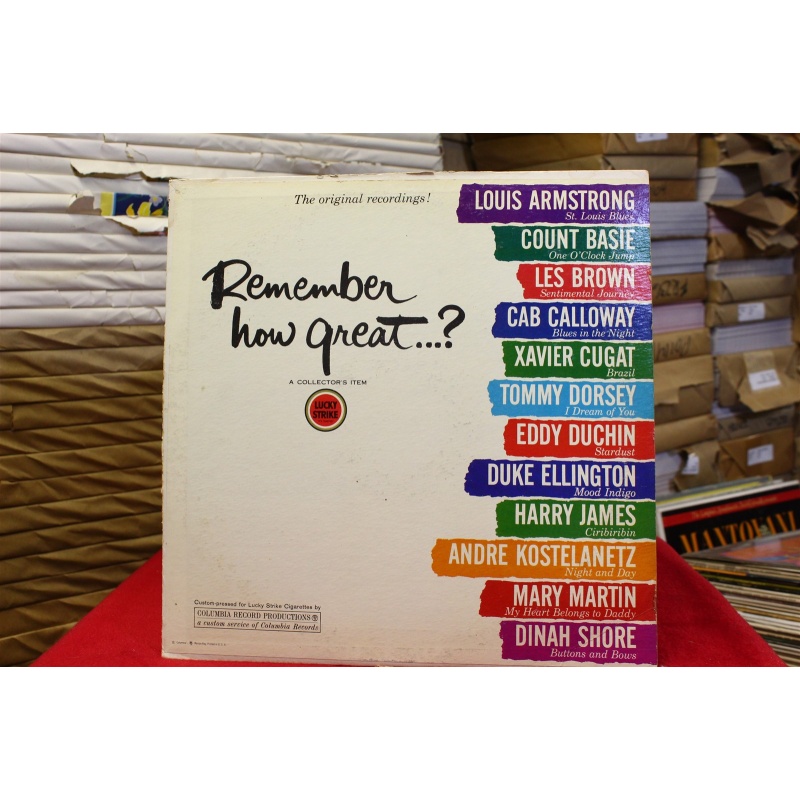 The original recordings!
Remember
how great...?
A COLLECTOR'S ITEM
LUCKY
STRIKE
LOUIS ARMSTRONG
St. Louis Blues
COUNT BASIE
One O'Clock Jump
LES BROWN
Sentimental Journey
CAB CALLOWAY
Blues in the Night
XAVIER CUGAT
Brazil
TOMMY DORSEY
I Dream of You
EDDY DUCHIN
Stardust
DUKE ELLINGTON
Mood Indigo
HARRY JAMES
Ciribiribin
ANDRE KOSTELANETZ
Night and Day
MARY MARTIN
My Heart Belongs to Daddy
DINAH SHORE
Buttons and Bows
Custom-pressed for Lucky Strike Cigarettes by
COLUMBIA RECORD PRODUCTIONS
a custom service of Columbia Records
MANTOVANI